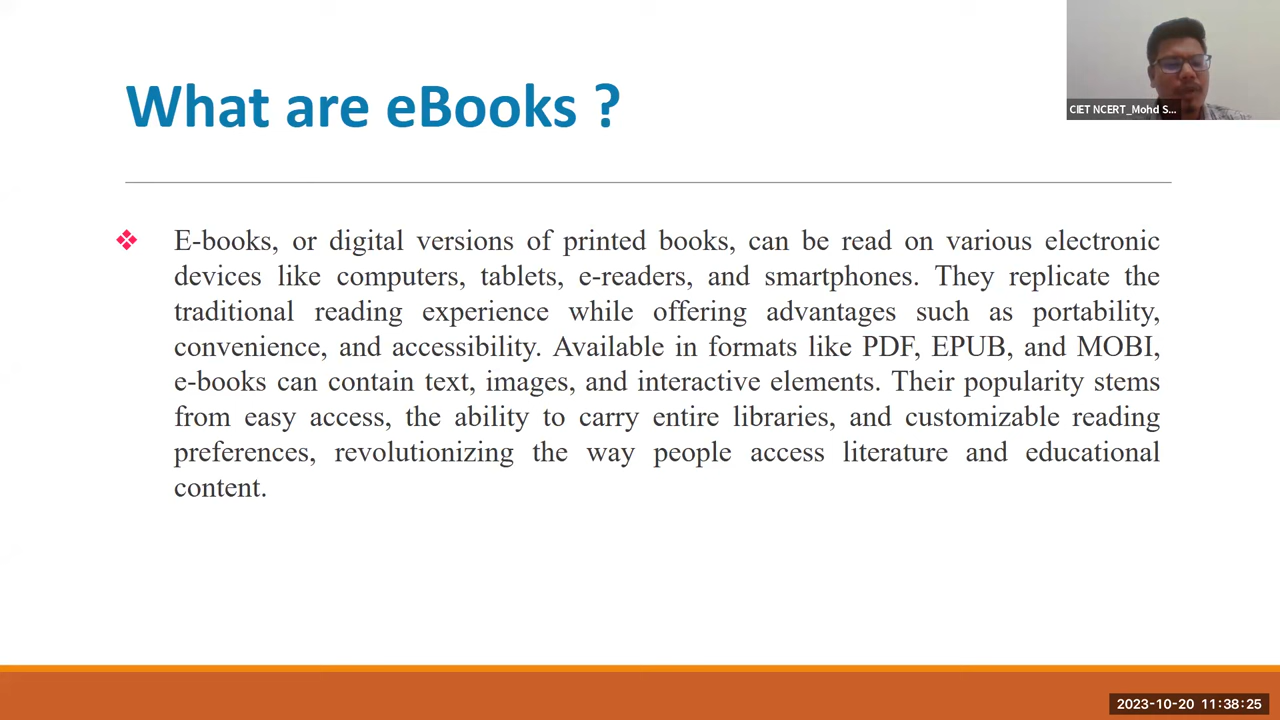 What are eBooks ?
CIET NCERT_Mohd S...
E-books, or digital versions of printed books, can be read on various electronic
devices like computers, tablets, e-readers, and smartphones. They replicate the
traditional reading experience while offering advantages such as portability,
convenience, and accessibility. Available in formats like PDF, EPUB, and MOBI,
e-books can contain text, images, and interactive elements. Their popularity stems
from easy access, the ability to carry entire libraries, and customizable reading
preferences, revolutionizing the way people access literature and educational
content.
2023-10-20 11:38:25